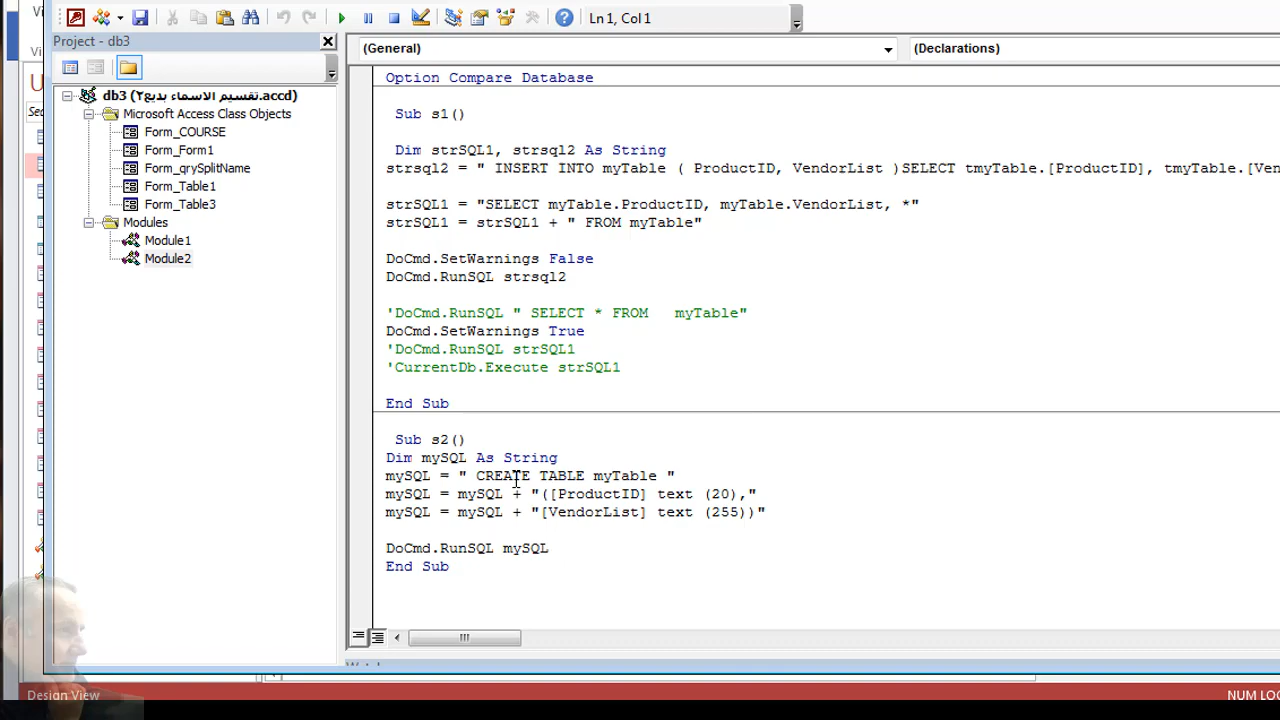 Ln 1, Col 1
Project - db3
(General)
(Declarations)
db3 (تقسيم الاسماء بديع٢.accd)
Microsoft Access Class Objects
Form_COURSE
Form_Form1
Form_qrySplitName
Form_Table1
Form_Table3
Modules
Module1
Module2
Option Compare Database
Sub s1()
Dim strSQL1, strsql2 As String
strsql2 = " INSERT INTO myTable ( ProductID, VendorList )SELECT tmyTable.[ProductID], tmyTable.[Ven
strSQL1 = "SELECT myTable.ProductID, myTable.VendorList, *"
strSQL1 = strSQL1 + " FROM myTable"
DoCmd.SetWarnings False
DoCmd.RunSQL strsql2
'DoCmd.RunSQL " SELECT * FROM   myTable"
DoCmd.SetWarnings True
'DoCmd.RunSQL strSQL1
'CurrentDb.Execute strSQL1
End Sub
Sub s2()
Dim mySQL As String
mySQL = " CREATE TABLE myTable "
mySQL = mySQL + "([ProductID] text (20),"
mySQL = mySQL + "[VendorList] text (255))"
DoCmd.RunSQL mySQL
End Sub
Design View
NUM LOC